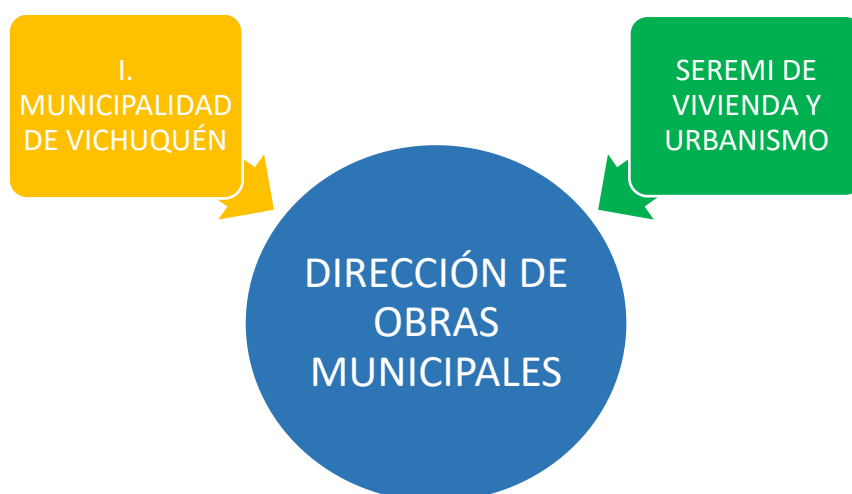 I.
MUNICIPALIDAD
DE VICHUQUÉN
SEREMI DE
VIVIENDA Y
URBANISMO
DIRECCIÓN DE
OBRAS
MUNICIPALES